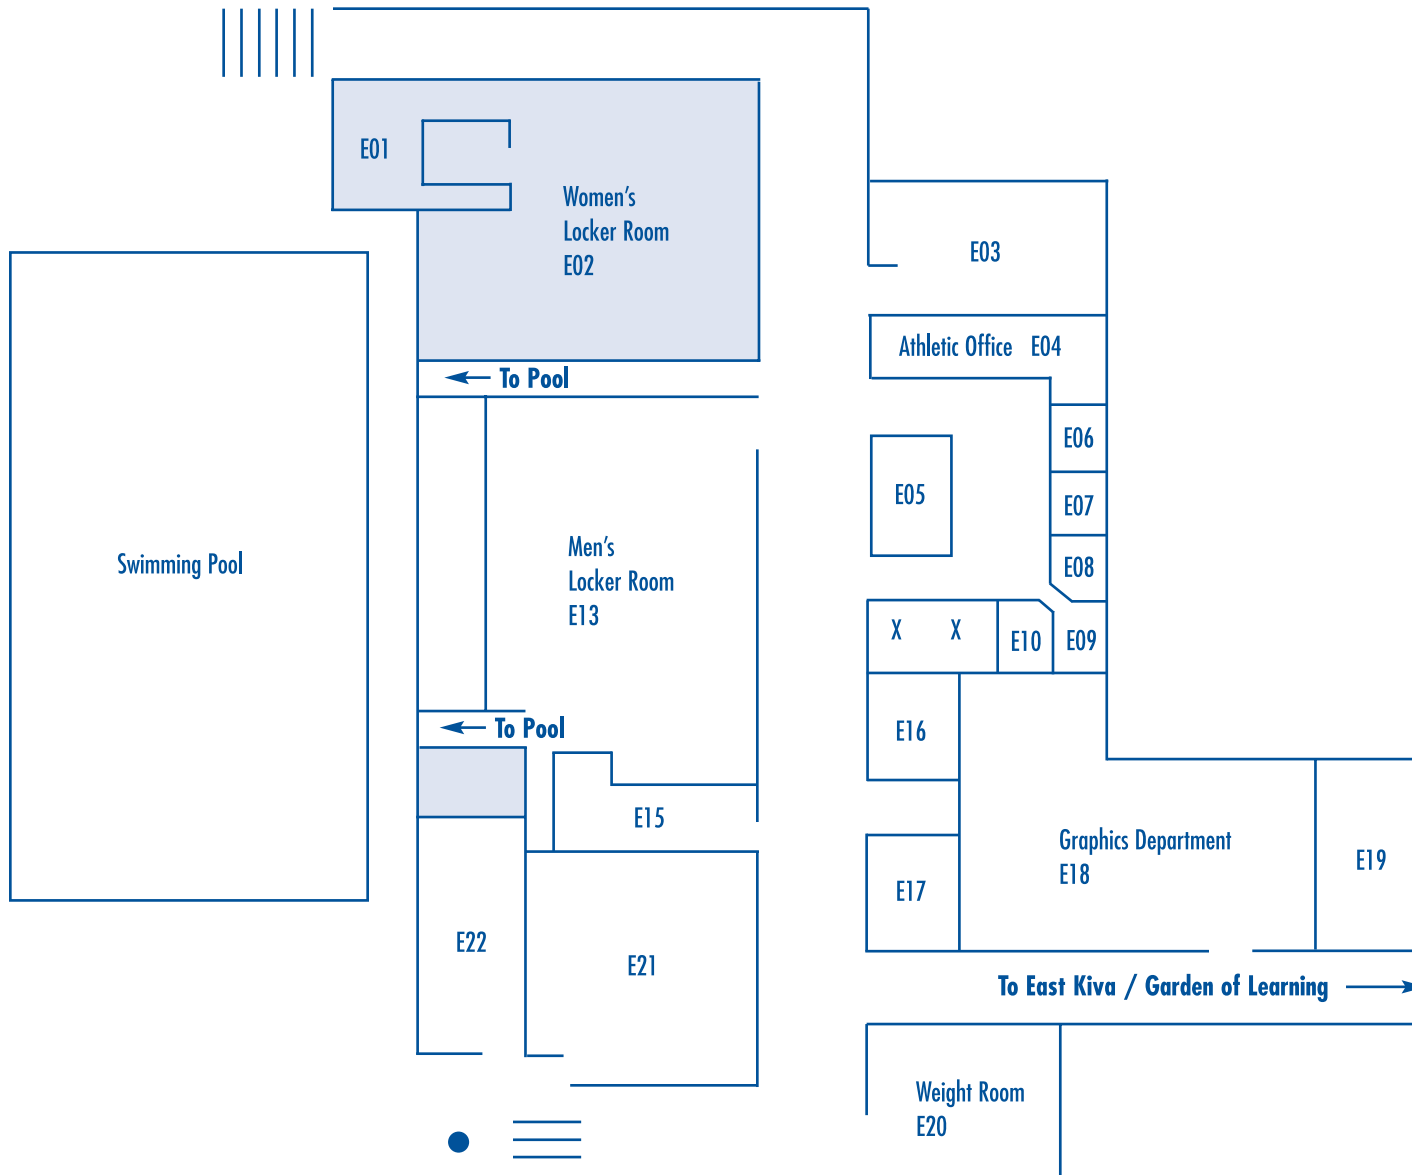 E01
Women's
Locker Room
E02
E03
Athletic Office E04
To Pool
E06
E05
E07
Swimming Pool
Men's
Locker Room
E13
E08
X X
E10
E09
To Pool
E16
E15
Graphics Department
E18
E19
E17
E22
E21
To East Kiva / Garden of Learning
Weight Room
E20